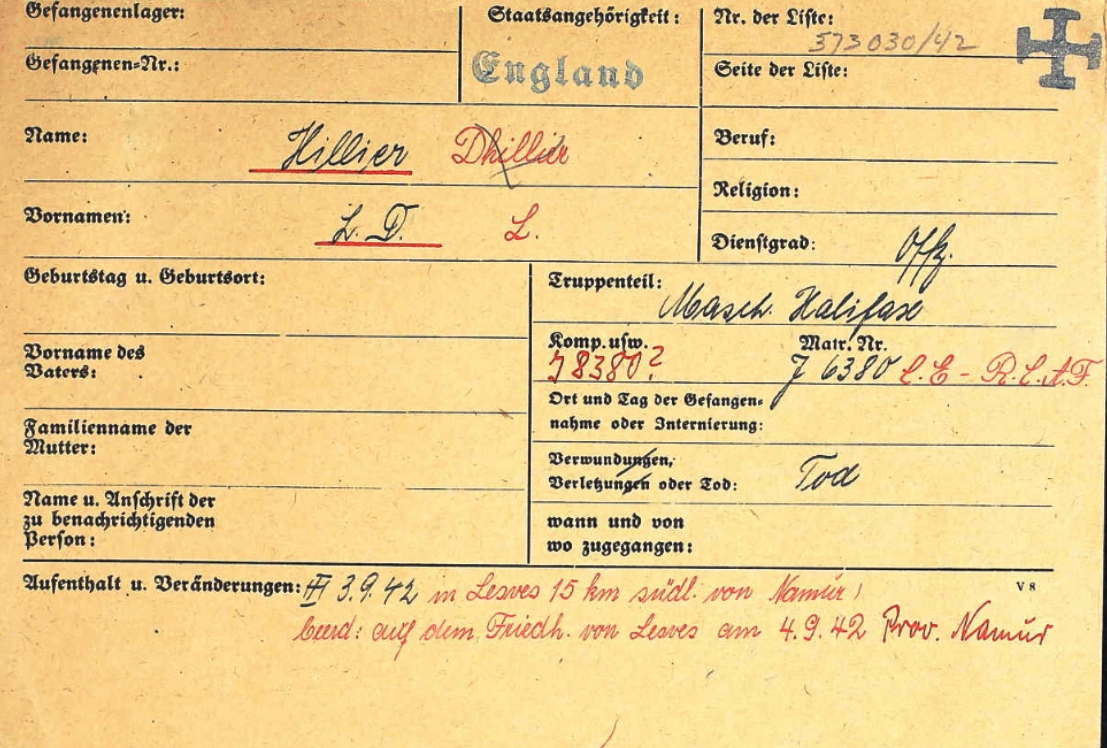 Gefangenenlager:
Staatsangehörigkeit:
England
Nr. der Liste:
573030/42
Gefangenen=Nr.:
Seite der Liste:
Name: Hillier Dhillier
Beruf:
Religion:
Vornamen: L. D. L.
Dienstgrad: Offz.
Geburtstag u. Geburtsort:
Truppenteil:
Masch. Halifax
Vorname des
Vaters:
Komp. usw. Matr. Nr.
J 8380? J 6380 C.E - R.C.A.F.
Ort und Tag der Gefangen=
nahme oder Internierung:
Familienname der
Mutter:
Verwundungen,
Verletzungen oder Tod: Tod
Name u. Anschrift der
zu benachrichtigenden
Person:
wann und von
wo zugegangen:
Aufenthalt u. Veränderungen: 3.9.42 in Lesves 15 km südl. von Namur,
V 8
beerd: auf dem Friedh. von Lesves am 4.9.42 Prov. Namur